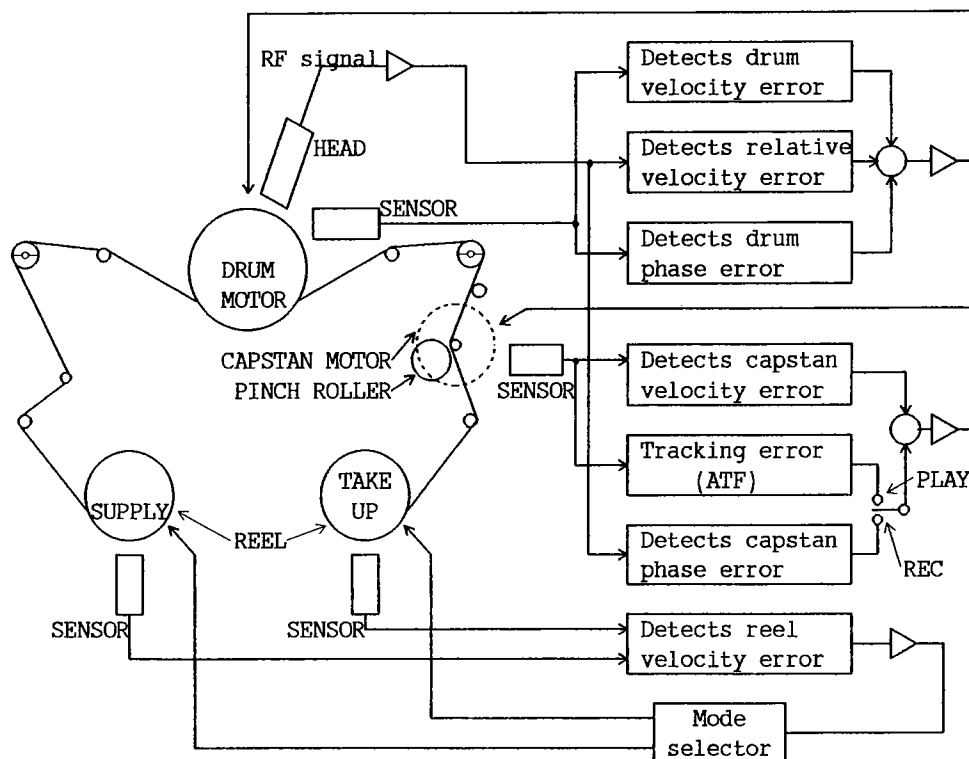 RF signal
HEAD
SENSOR
DRUM
MOTOR
CAPSTAN MOTOR
PINCH ROLLER
SENSOR
SUPPLY
TAKE
UP
REEL
SENSOR
SENSOR
Detects drum
velocity error
Detects relative
velocity error
Detects drum
phase error
Detects capstan
velocity error
Tracking error
(ATF)
PLAY
Detects capstan
phase error
REC
Detects reel
velocity error
Mode
selector